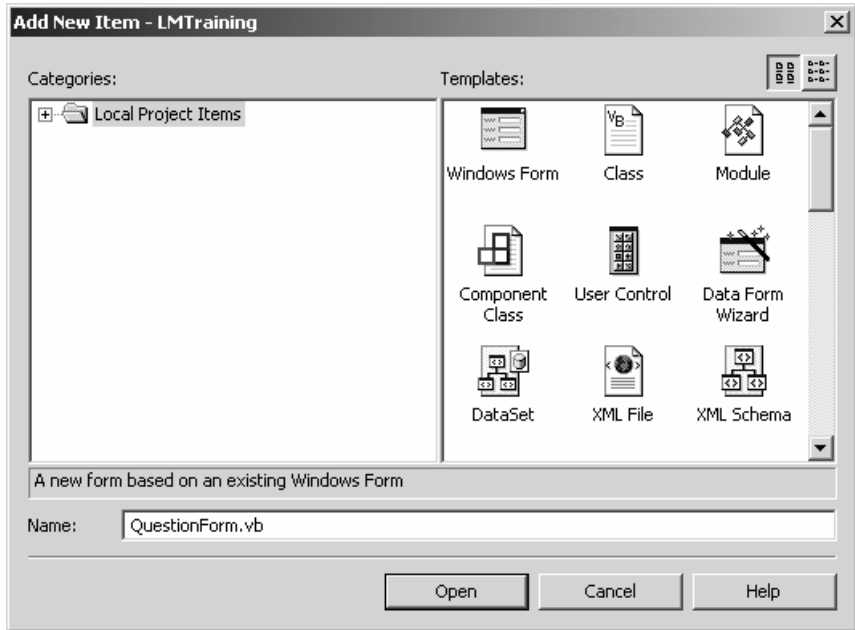 Add New Item - LMTraining
Categories:
Templates:
Local Project Items
Windows Form
Class
Module
Component
Class
User Control
Data Form
Wizard
DataSet
XML File
XML Schema
A new form based on an existing Windows Form
Name:
QuestionForm.vb
Open
Cancel
Help